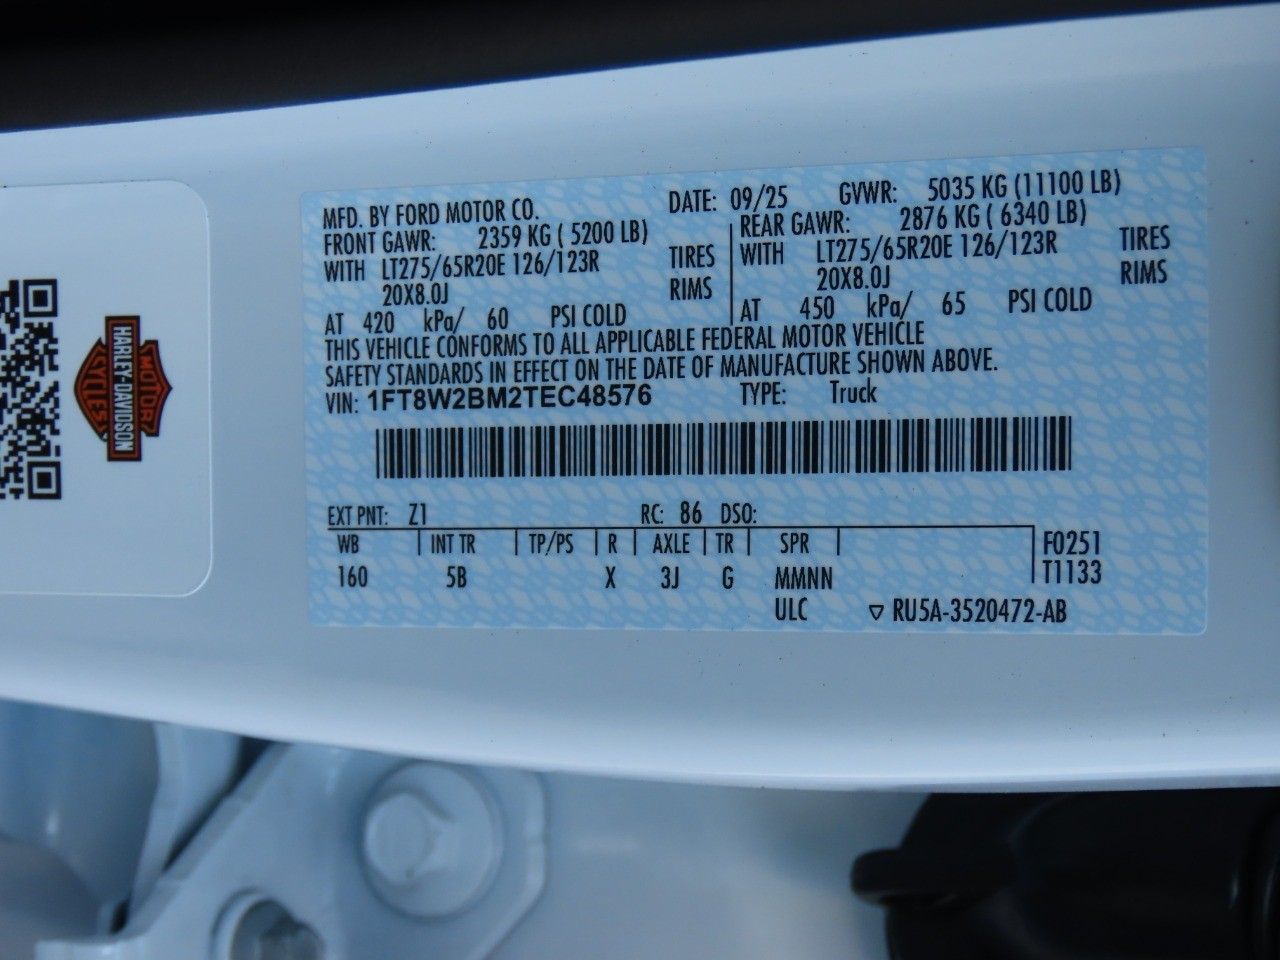 MOTOR
HARLEY-DAVIDSON
CYCLES
MFD. BY FORD MOTOR CO.
DATE: 09/25 GVWR: 5035 KG (11100 LB)
FRONT GAWR: 2359 KG ( 5200 LB)
REAR GAWR: 2876 KG ( 6340 LB)
WITH LT275/65R20E 126/123R TIRES
WITH LT275/65R20E 126/123R TIRES
20X8.0J RIMS
20X8.0J RIMS
AT 420 kPa/ 60 PSI COLD
AT 450 kPa/ 65 PSI COLD
THIS VEHICLE CONFORMS TO ALL APPLICABLE FEDERAL MOTOR VEHICLE
SAFETY STANDARDS IN EFFECT ON THE DATE OF MANUFACTURE SHOWN ABOVE.
VIN: 1FT8W2BM2TEC48576 TYPE: Truck
EXT PNT: Z1 RC: 86 DSO:
WB INT TR TP/PS R AXLE TR SPR F0251
160 5B X 3J G MMNN T1133
ULC ▽ RU5A-3520472-AB